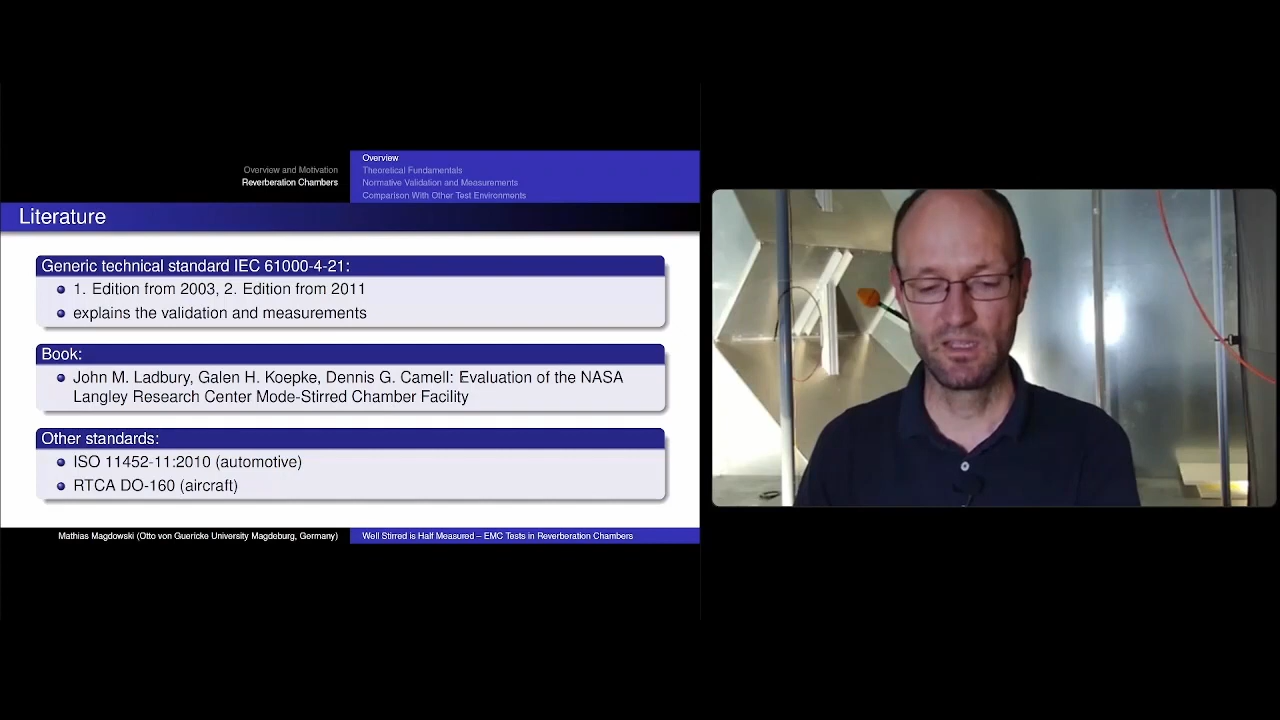 Overview and Motivation
Reverberation Chambers
Overview
Theoretical Fundamentals
Normative Validation and Measurements
Comparison With Other Test Environments
Literature
Generic technical standard IEC 61000-4-21:
1. Edition from 2003, 2. Edition from 2011
explains the validation and measurements
Book:
John M. Ladbury, Galen H. Koepke, Dennis G. Camell: Evaluation of the NASA
Langley Research Center Mode-Stirred Chamber Facility
Other standards:
ISO 11452-11:2010 (automotive)
RTCA DO-160 (aircraft)
Mathias Magdowski (Otto von Guericke University Magdeburg, Germany)
Well Stirred is Half Measured – EMC Tests in Reverberation Chambers